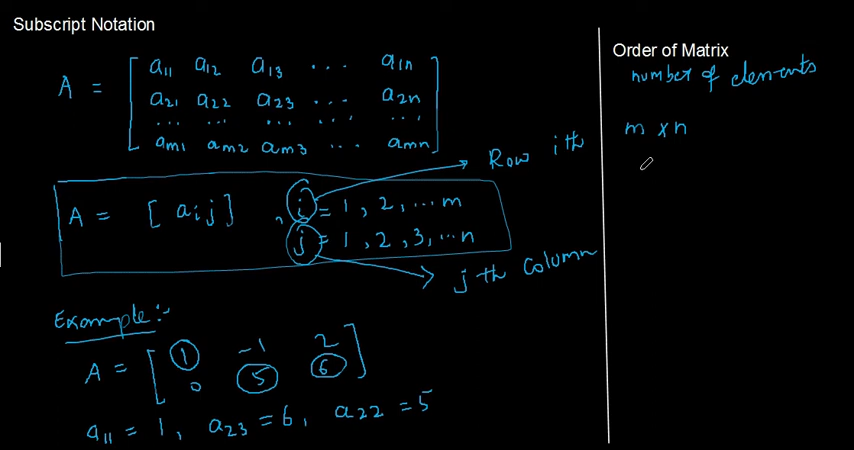 Subscript Notation
A = [ a11 a12 a13 ... a1n
a21 a22 a23 ... a2n
... ... ... ... ...
am1 am2 am3 ... amn ]
A = [ aij ] , i = 1, 2, ... m
j = 1, 2, 3, ... n
Row ith
jth column
Example:-
A = [ 1 -1 2
0 5 6 ]
a11 = 1, a23 = 6, a22 = 5
Order of Matrix
number of elements
m x n